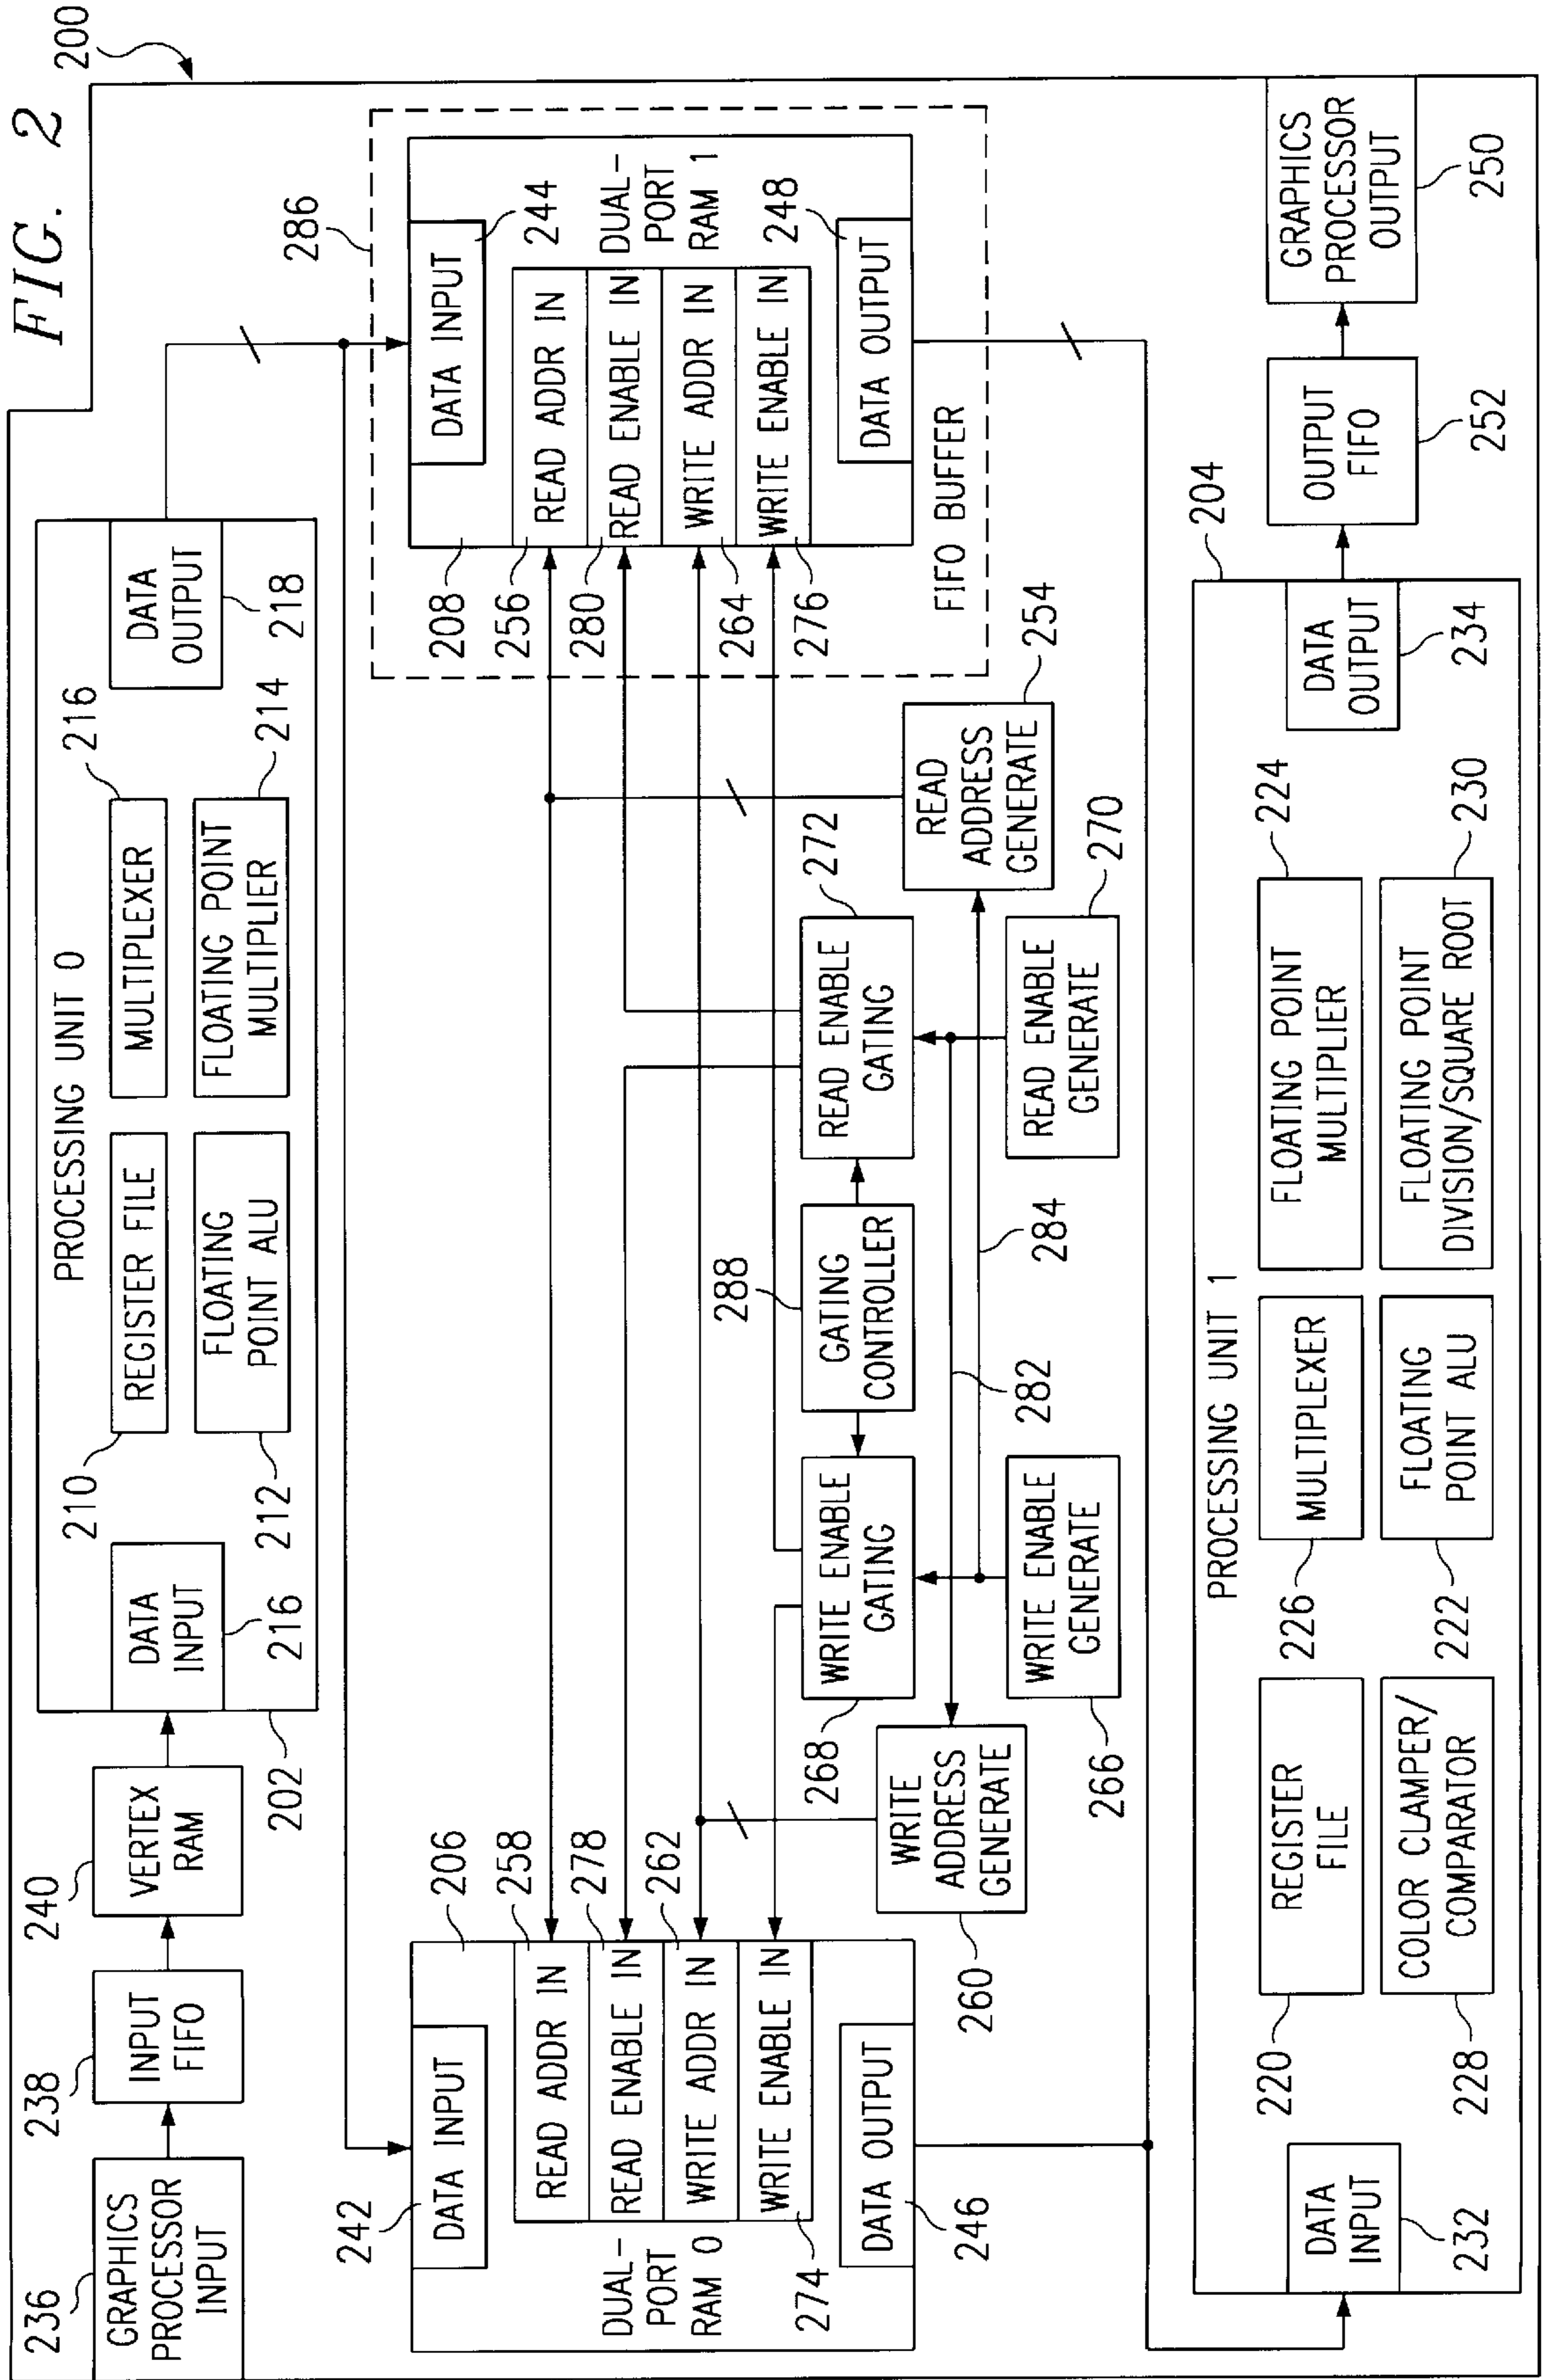 FIG. 2
200
236
GRAPHICS
PROCESSOR
INPUT
238
INPUT
FIFO
240
VERTEX
RAM
202
PROCESSING UNIT 0
DATA
INPUT
216
210
REGISTER FILE
212
FLOATING
POINT ALU
216
MULTIPLEXER
214
FLOATING POINT
MULTIPLIER
DATA
OUTPUT
218
242
DATA INPUT
206
258
READ ADDR IN
278
READ ENABLE IN
262
WRITE ADDR IN
WRITE ENABLE IN
274
DUAL-
PORT
RAM 0
DATA OUTPUT
246
286
DATA INPUT
244
208
256
READ ADDR IN
280
READ ENABLE IN
264
WRITE ADDR IN
276
WRITE ENABLE IN
DUAL-
PORT
RAM 1
248
DATA OUTPUT
FIFO BUFFER
WRITE
ADDRESS
GENERATE
260
268
WRITE ENABLE
GATING
WRITE ENABLE
GENERATE
266
288
GATING
CONTROLLER
282
284
272
READ ENABLE
GATING
READ ENABLE
GENERATE
270
READ
ADDRESS
GENERATE
254
PROCESSING UNIT 1
204
DATA
INPUT
232
220
REGISTER
FILE
228
COLOR CLAMPER/
COMPARATOR
226
MULTIPLEXER
222
FLOATING
POINT ALU
224
FLOATING POINT
MULTIPLIER
230
FLOATING POINT
DIVISION/SQUARE ROOT
DATA
OUTPUT
234
OUTPUT
FIFO
252
GRAPHICS
PROCESSOR
OUTPUT
250